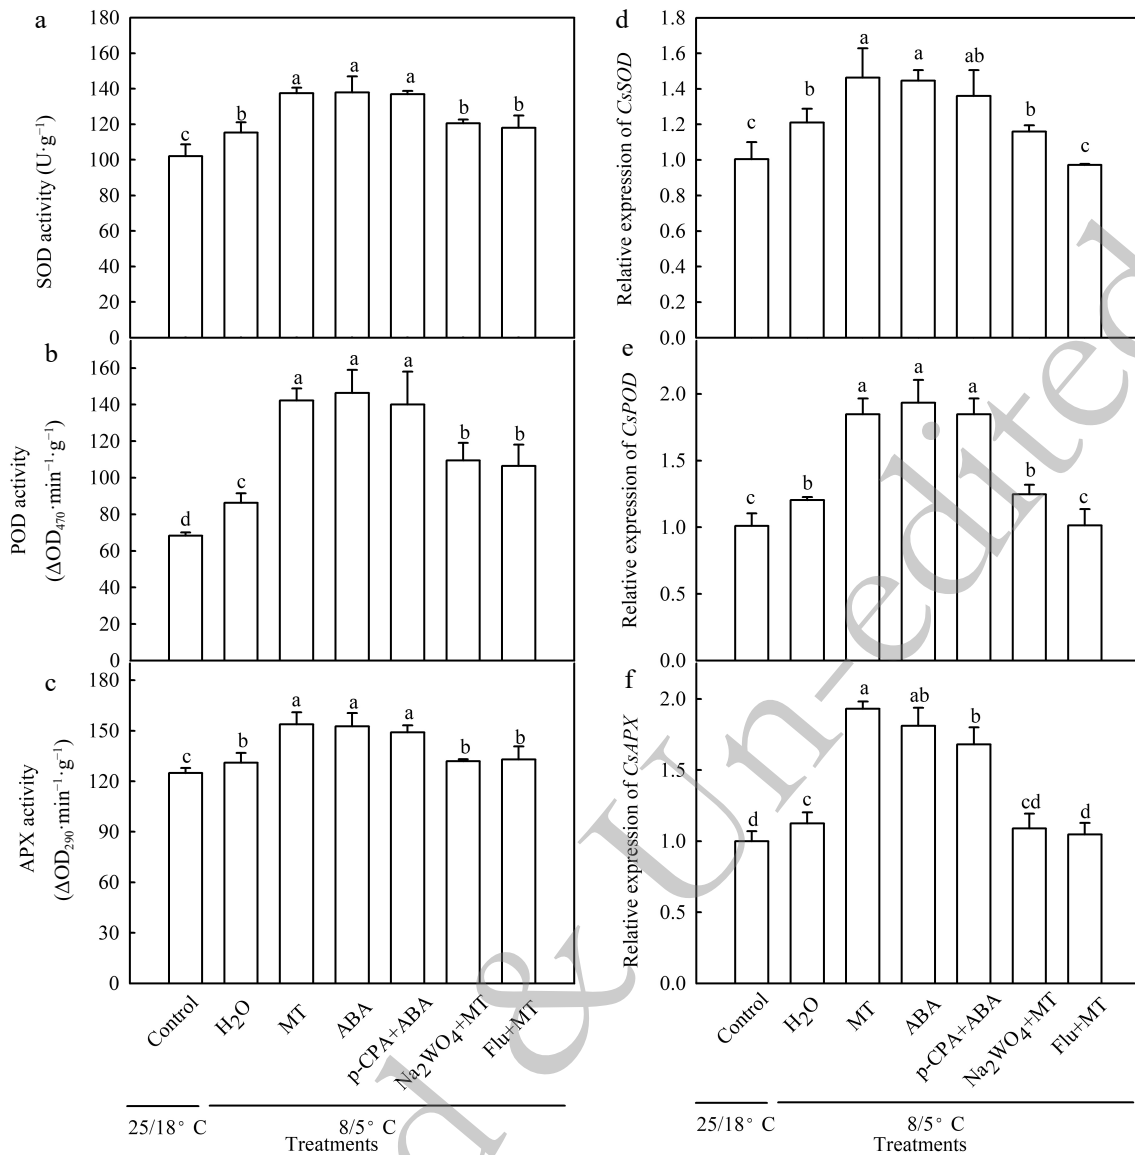 a
SOD activity (U·g⁻¹)
180
160
140
120
100
80
60
40
20
0
c
b
a
a
a
b
b
b
POD activity
(ΔOD₄₇₀·min⁻¹·g⁻¹)
160
140
120
100
80
60
40
20
0
d
c
a
a
a
b
b
c
APX activity
(ΔOD₂₉₀·min⁻¹·g⁻¹)
180
150
120
90
60
30
0
c
b
a
a
a
b
b
Control
H₂O
MT
ABA
p-CPA+ABA
Na₂WO₄+MT
Flu+MT
25/18° C
8/5° C
Treatments
d
Relative expression of CsSOD
1.8
1.6
1.4
1.2
1.0
0.8
0.6
0.4
0.2
0.0
c
b
a
a
ab
b
c
e
Relative expression of CsPOD
2.0
1.5
1.0
0.5
0.0
c
b
a
a
a
b
c
f
Relative expression of CsAPX
2.0
1.5
1.0
0.5
0.0
d
c
a
ab
b
cd
d
Control
H₂O
MT
ABA
p-CPA+ABA
Na₂WO₄+MT
Flu+MT
25/18° C
8/5° C
Treatments
d & Un-edited